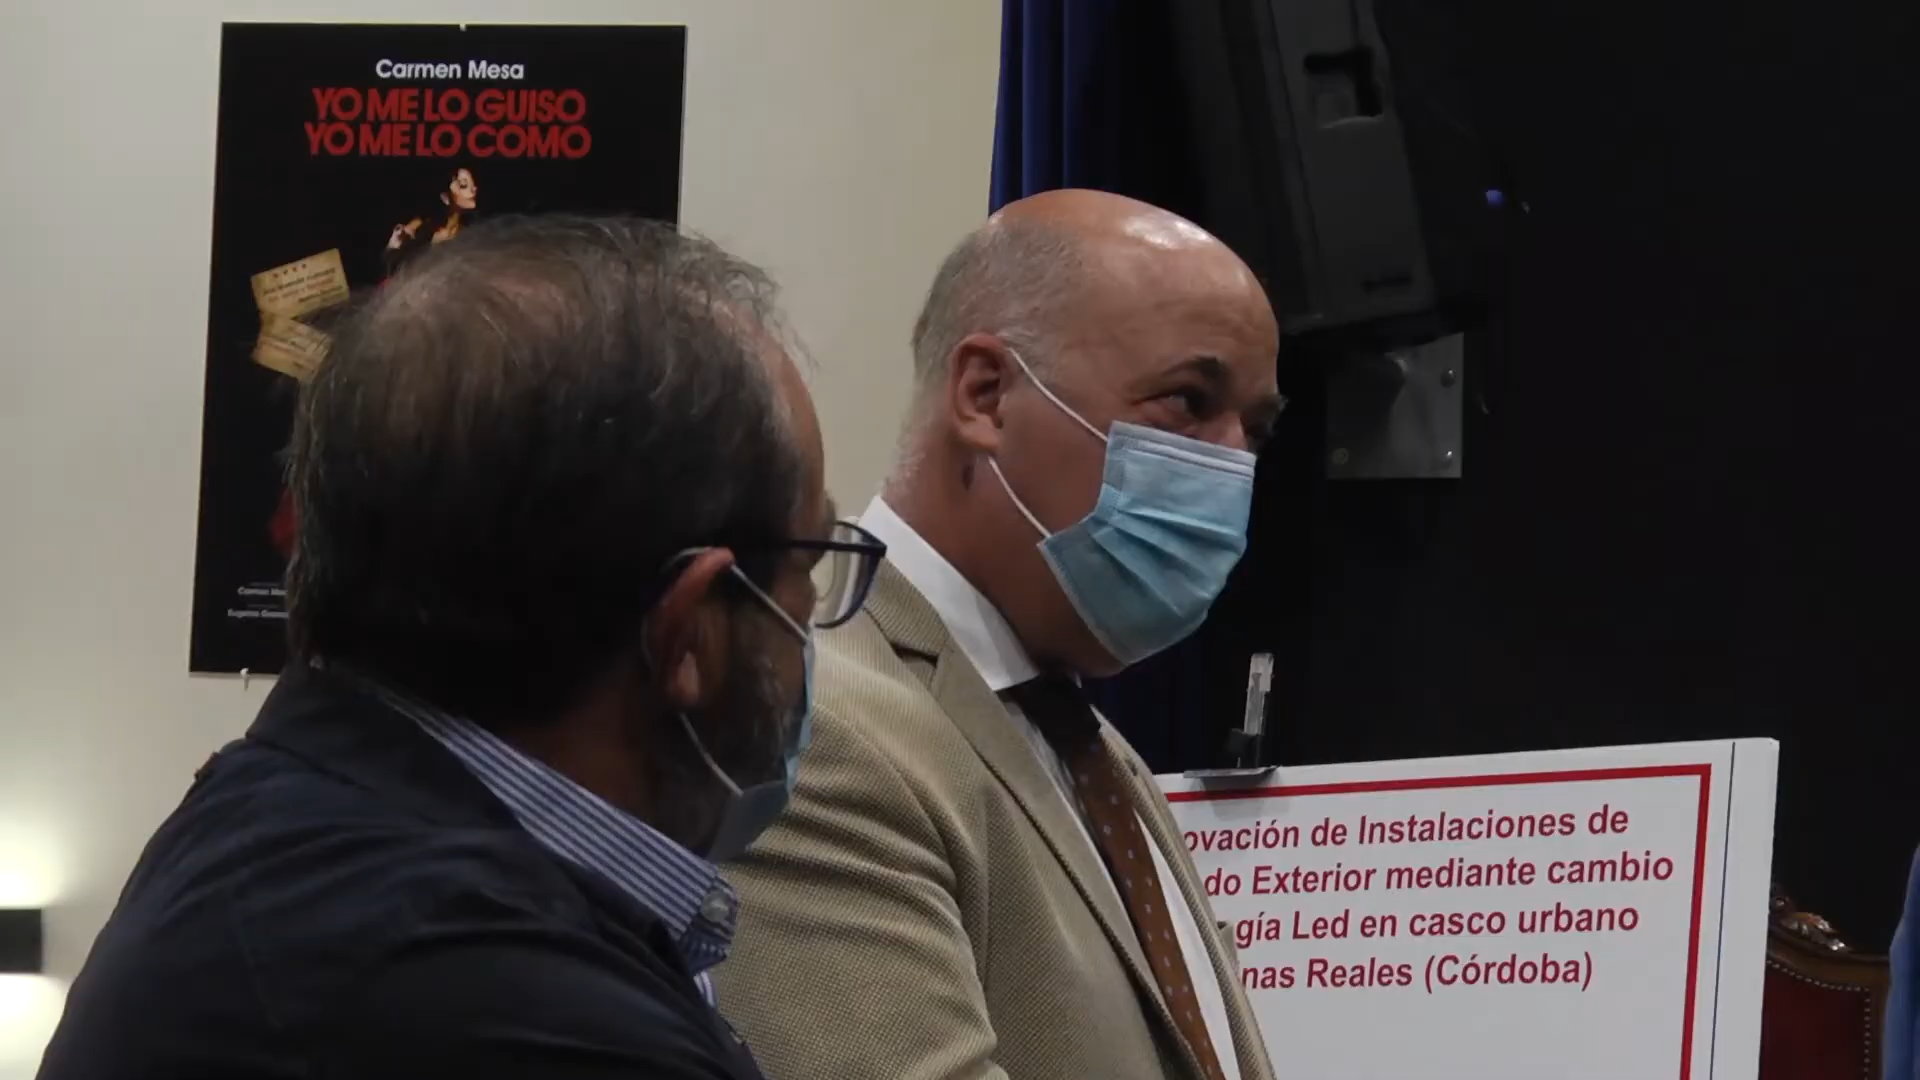 Carmen Mesa
YO ME LO GUISO
YO ME LO COMO
ovación de Instalaciones de
do Exterior mediante cambio
gía Led en casco urbano
nas Reales (Córdoba)